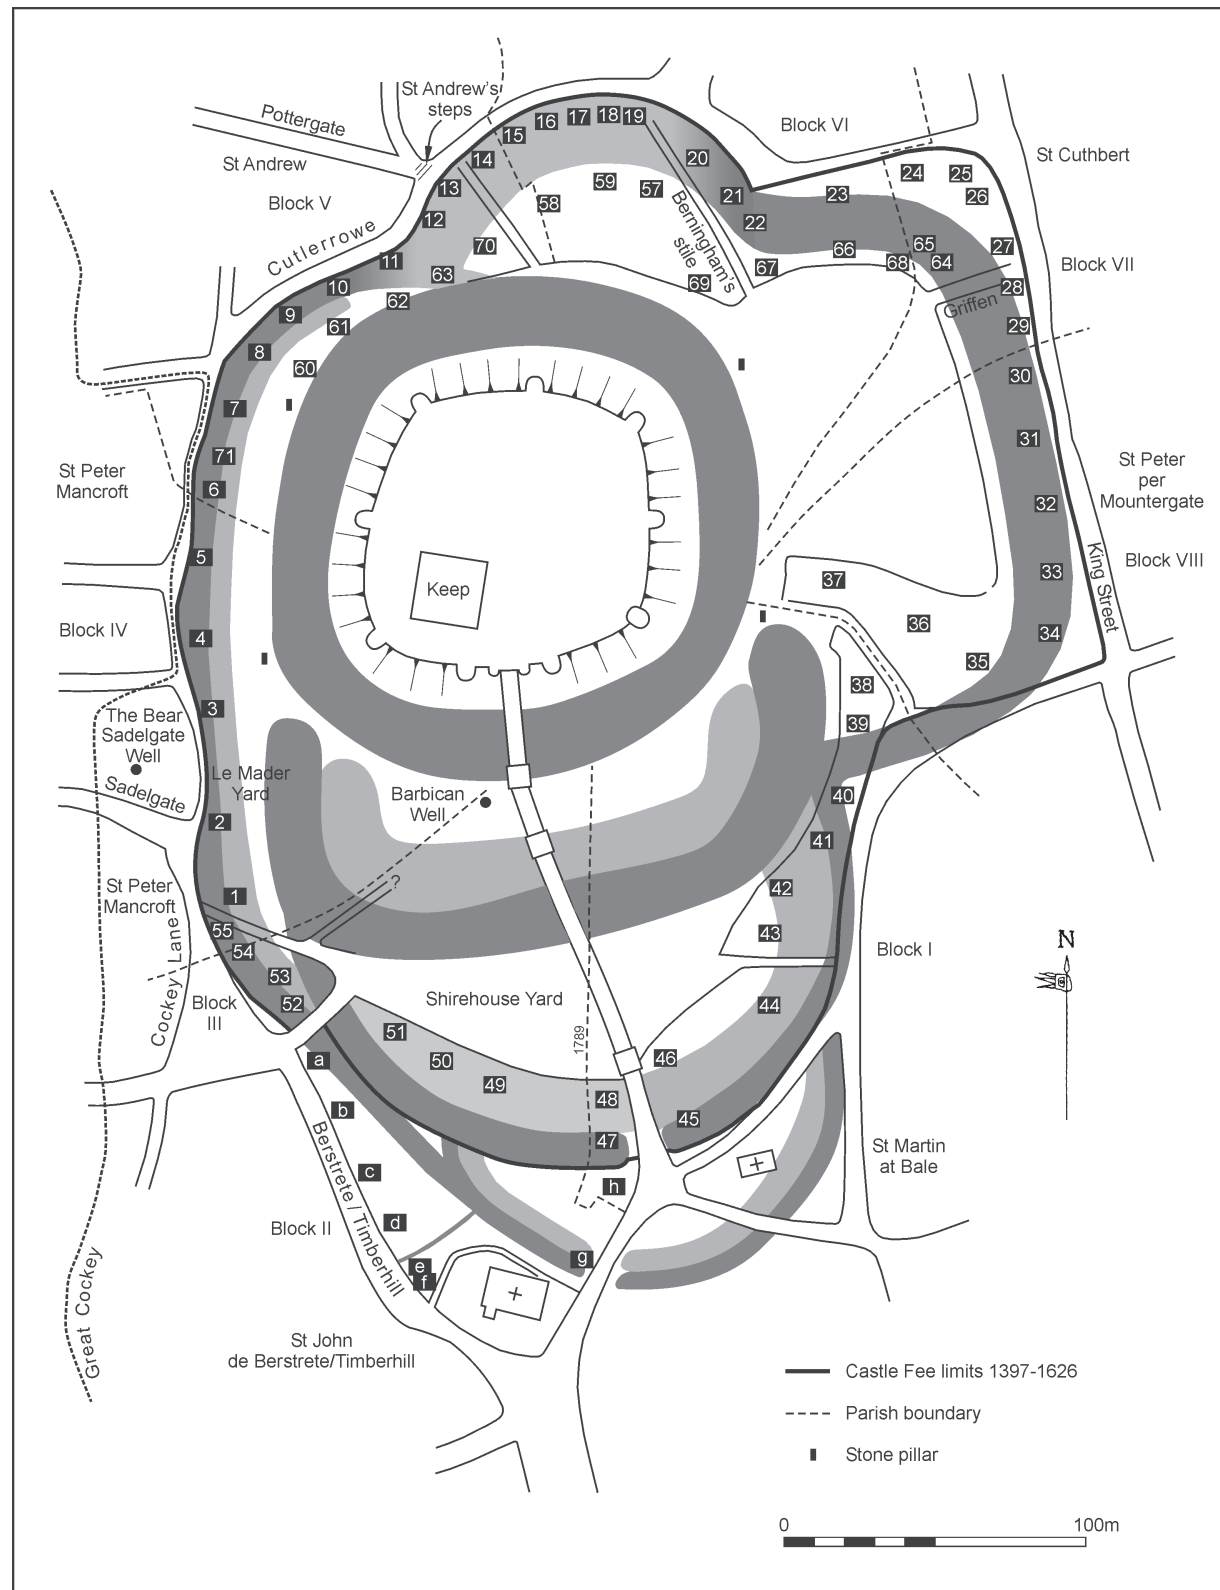 St Andrew's
steps
Pottergate
St Andrew
Block V
Cutlerrowe
Block VI
St Cuthbert
Block VII
16
17
18
19
15
14
13
12
11
10
9
8
20
21
22
23
24
25
26
27
28
29
30
31
32
33
34
59
57
58
70
63
62
61
60
Berningham's
stile
69
67
66
65
68
64
Griffen
7
71
6
5
4
3
2
1
St Peter
Mancroft
St Peter
per
Mountergate
King Street
Block VIII
Keep
37
36
35
38
39
Block IV
The Bear
Sadelgate
Well
Sadelgate
Le Mader
Yard
Barbican
Well
40
41
42
43
44
?
St Peter
Mancroft
Cockey Lane
55
54
53
52
Block
III
Shirehouse Yard
1789
Block I
N
51
50
49
48
47
46
45
a
b
c
d
e
f
g
h
Berstrete / Timberhill
Block II
St Martin
at Bale
Great Cockey
St John
de Berstrete/Timberhill
Castle Fee limits 1397-1626
Parish boundary
Stone pillar
0
100m